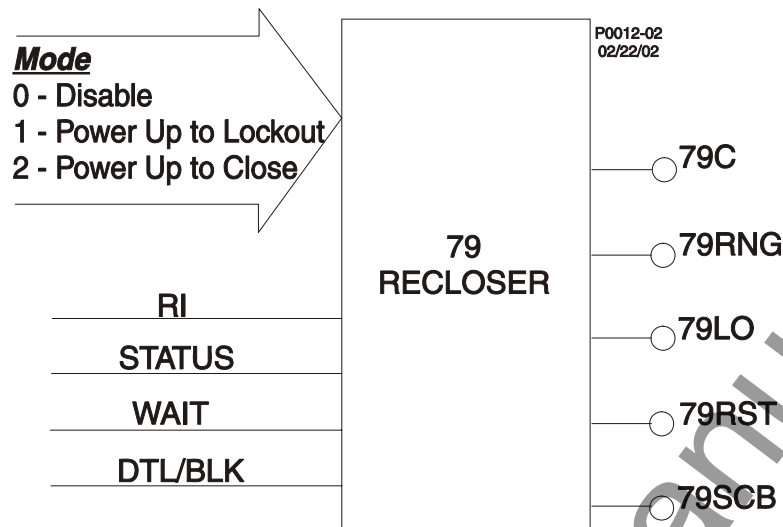 P0012-02
02/22/02
Mode
0 - Disable
1 - Power Up to Lockout
2 - Power Up to Close
79
RECLOSER
RI
STATUS
WAIT
DTL/BLK
79C
79RNG
79LO
79RST
79SCB